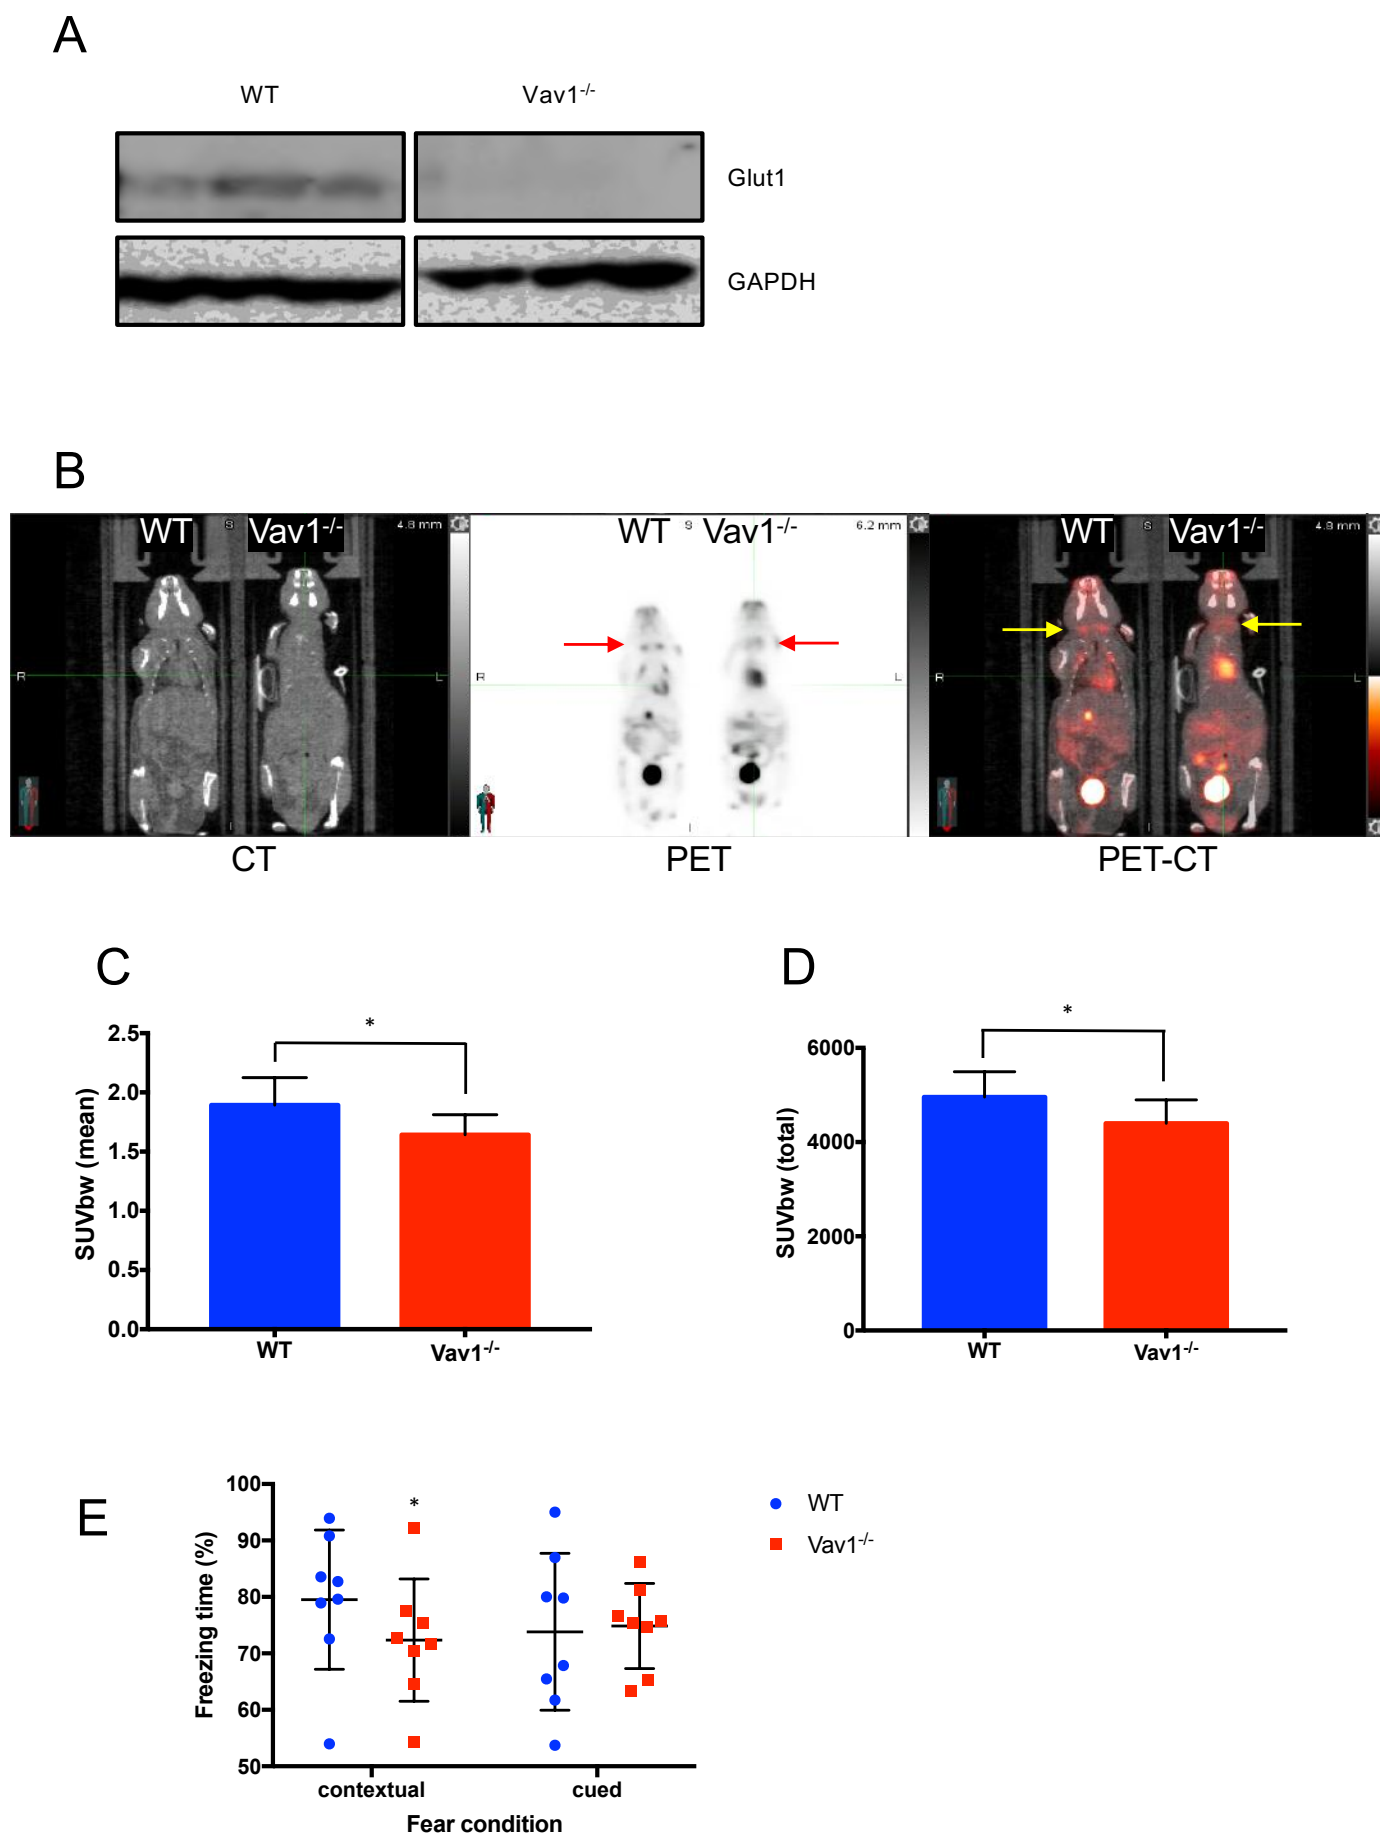 A
WT Vav1-/-
Glut1
GAPDH
B
WT S Vav1-/- 4.8 mm
R L
I
CT
WT S Vav1-/- 6.2 mm
R L
I
PET
WT S Vav1-/- 4.8 mm
R L
I
PET-CT
C
*
2.5
2.0
1.5
1.0
0.5
0.0
SUVbw (mean)
WT Vav1-/-
D
*
6000
4000
2000
0
SUVbw (total)
WT Vav1-/-
E
100
90
80
70
60
50
Freezing time (%)
*
contextual cued
Fear condition
WT
Vav1-/-